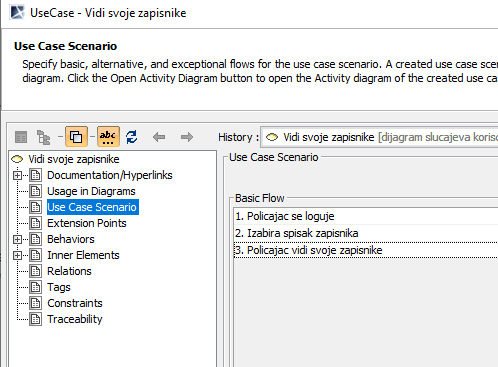 UseCase - Vidi svoje zapisnike
Use Case Scenario
Specify basic, alternative, and exceptional flows for the use case scenario. A created use case scen
diagram. Click the Open Activity Diagram button to open the Activity diagram of the created use ca
abc
History :
Vidi svoje zapisnike [dijagram slucajeva korisc
Vidi svoje zapisnike
Documentation/Hyperlinks
Usage in Diagrams
Use Case Scenario
Extension Points
Behaviors
Inner Elements
Relations
Tags
Constraints
Traceability
Use Case Scenario
Basic Flow
1. Policajac se loguje
2. Izabira spisak zapisnika
3. Policajac vidi svoje zapisnike